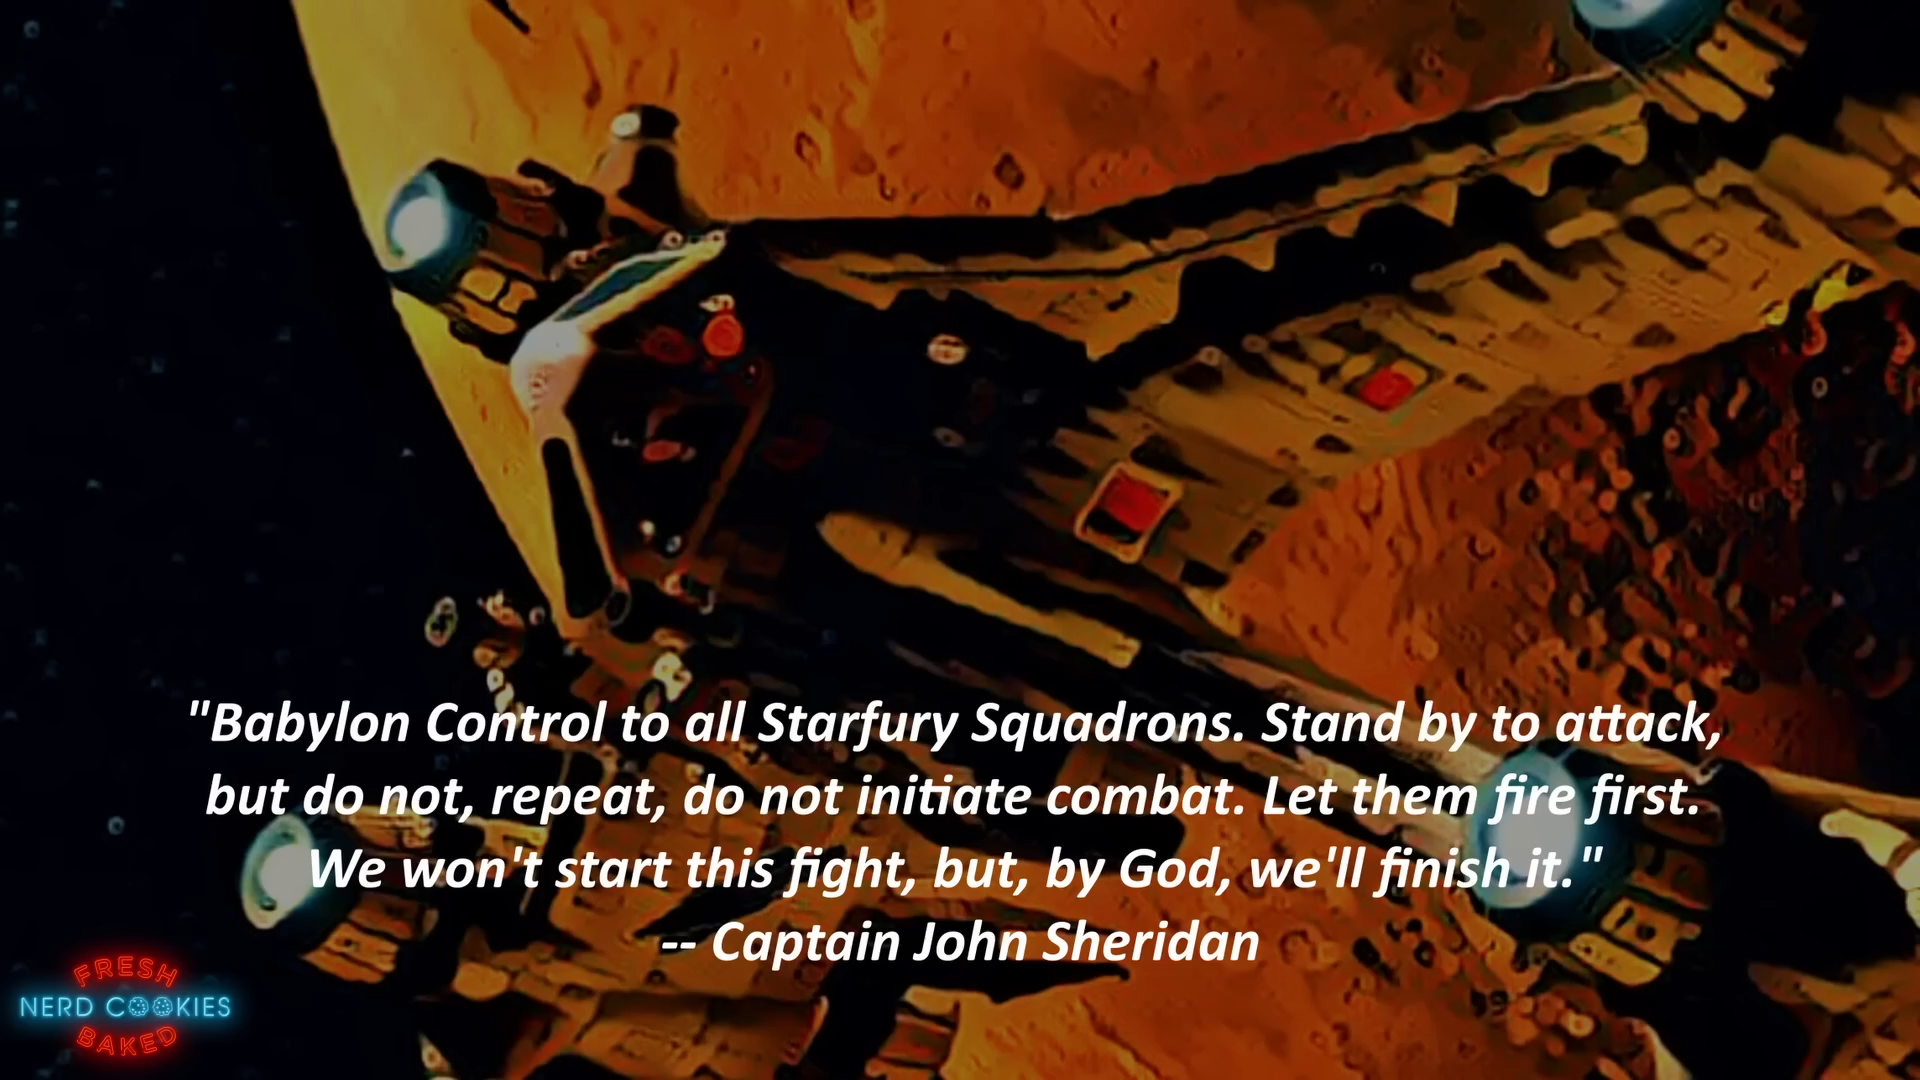 "Babylon Control to all Starfury Squadrons. Stand by to attack,
but do not, repeat, do not initiate combat. Let them fire first.
We won't start this fight, but, by God, we'll finish it."
-- Captain John Sheridan
FRESH
NERD COOKIES
BAKED